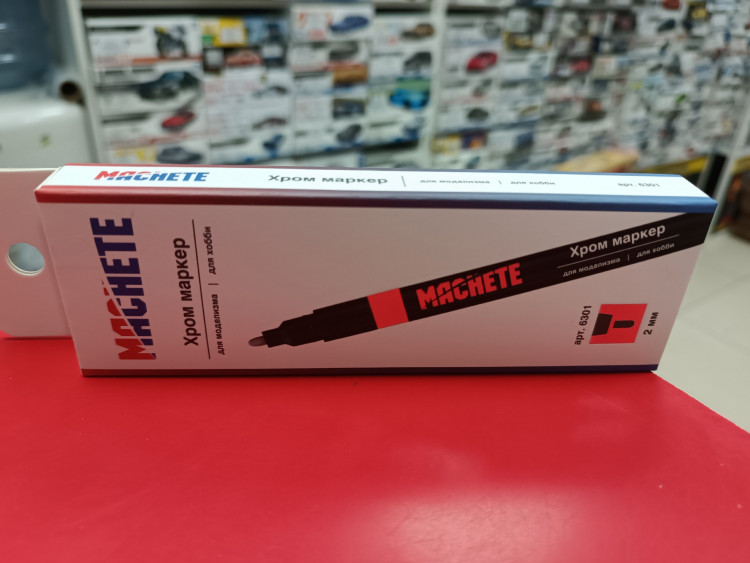 MACHETE
Хром маркер | для моделизма | для хобби
арт. 6301
MACHETE
Хром маркер
для моделизма | для хобби
MACHETE
Хром маркер
для моделизма | для хобби
арт. 6301
2 мм